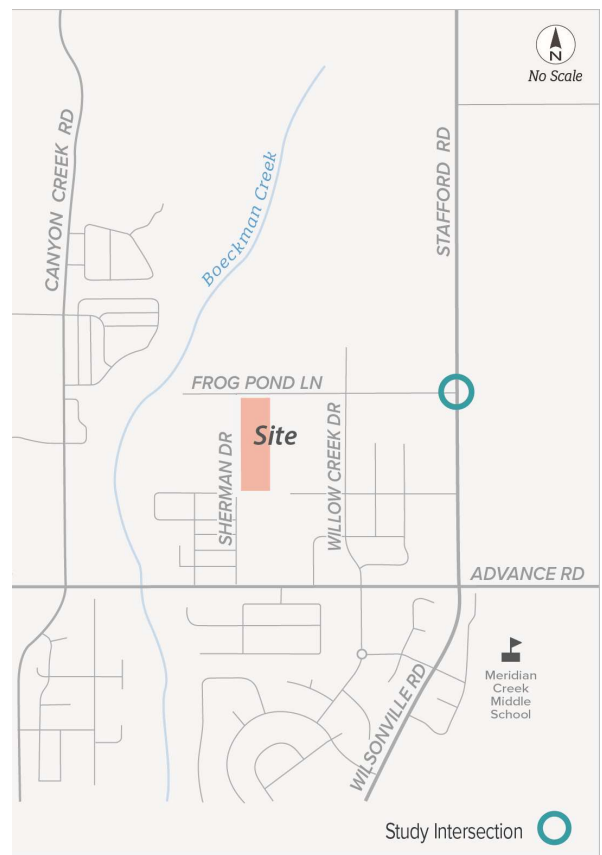 N
No Scale
CANYON CREEK RD
STAFFORD RD
Boeckman Creek
FROG POND LN
Site
SHERMAN DR
WILLOW CREEK DR
ADVANCE RD
Meridian
Creek
Middle
School
WILSONVILLE RD
Study Intersection